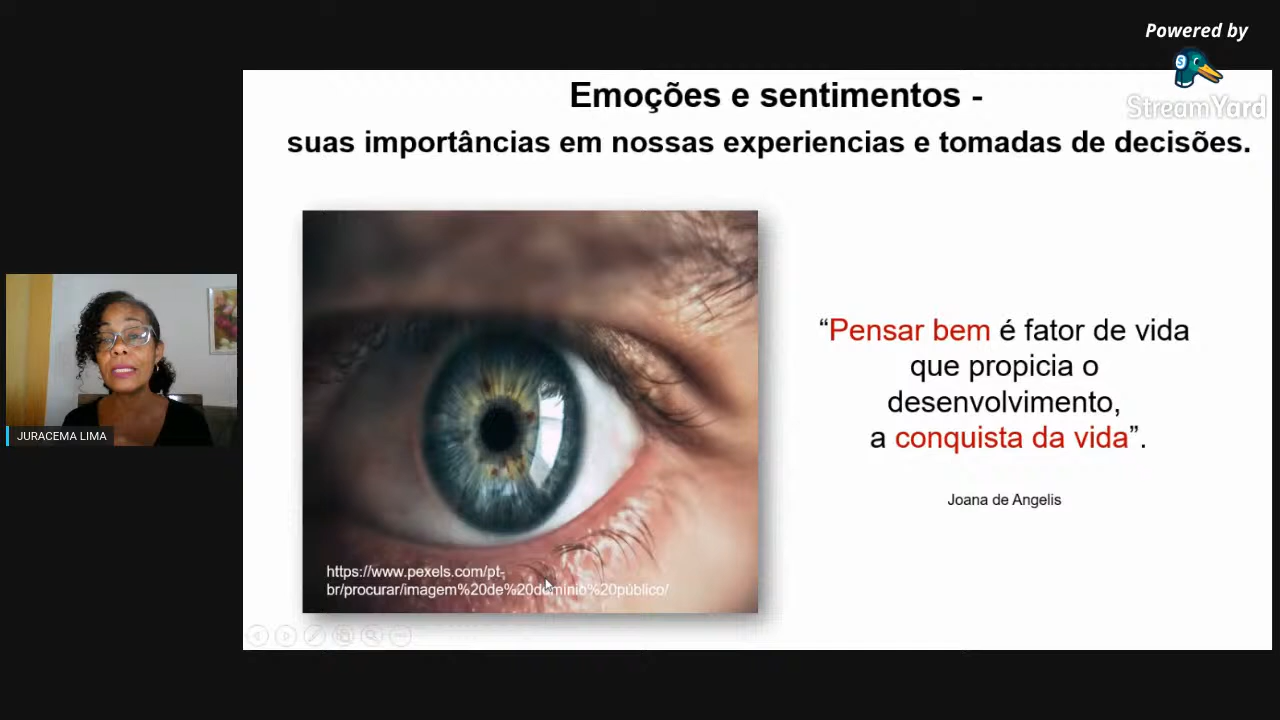 Powered by
StreamYard
Emoções e sentimentos -
suas importâncias em nossas experiencias e tomadas de decisões.
“Pensar bem é fator de vida
que propicia o
desenvolvimento,
a conquista da vida”.
Joana de Angelis
JURACEMA LIMA
https://www.pexels.com/pt-
br/procurar/imagem%20de%20domínio%20público/